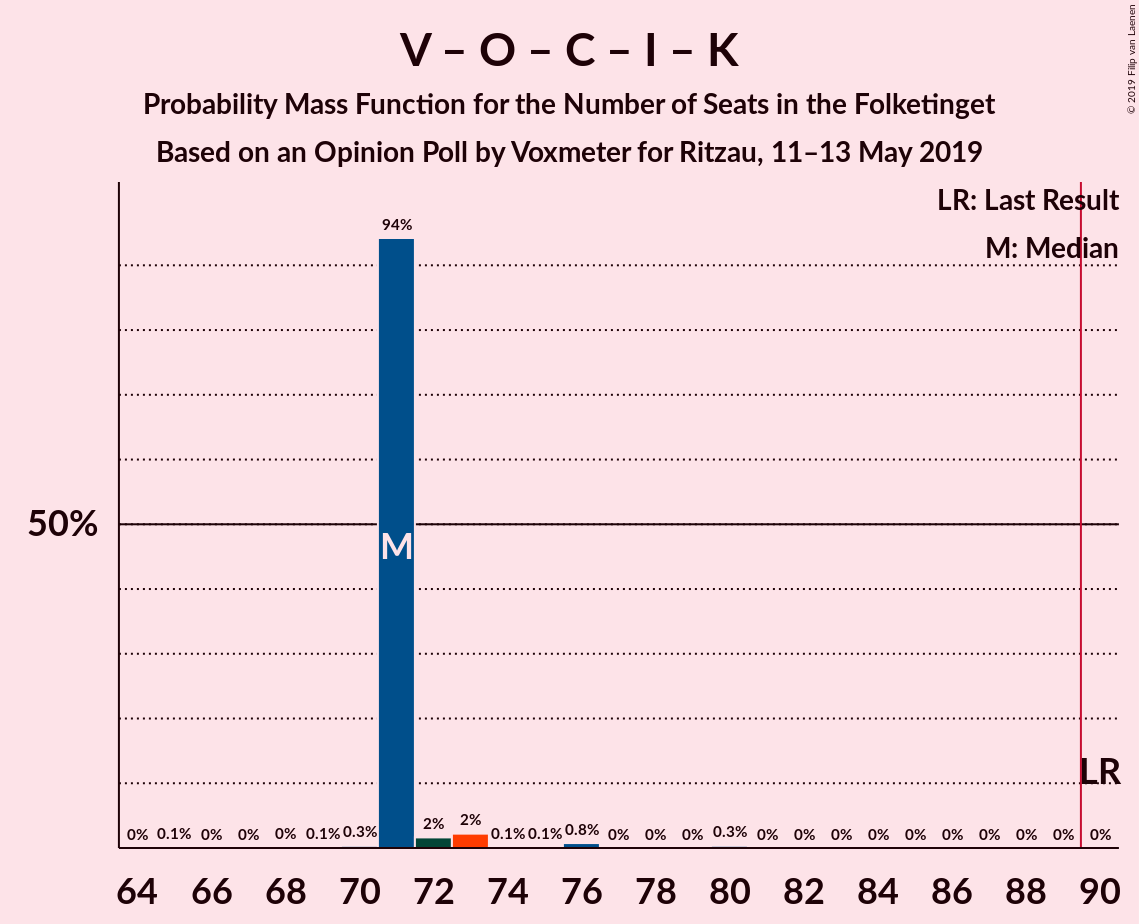 V – O – C – I – K
Probability Mass Function for the Number of Seats in the Folketinget
Based on an Opinion Poll by Voxmeter for Ritzau, 11–13 May 2019
© 2019 Filip van Laenen
LR: Last Result
M: Median
94%
50%
M
LR
0% 0.1% 0% 0% 0% 0.1% 0.3% 2% 2% 0.1% 0.1% 0.8% 0% 0% 0% 0.3% 0% 0% 0% 0% 0% 0% 0% 0% 0% 0%
64 66 68 70 72 74 76 78 80 82 84 86 88 90